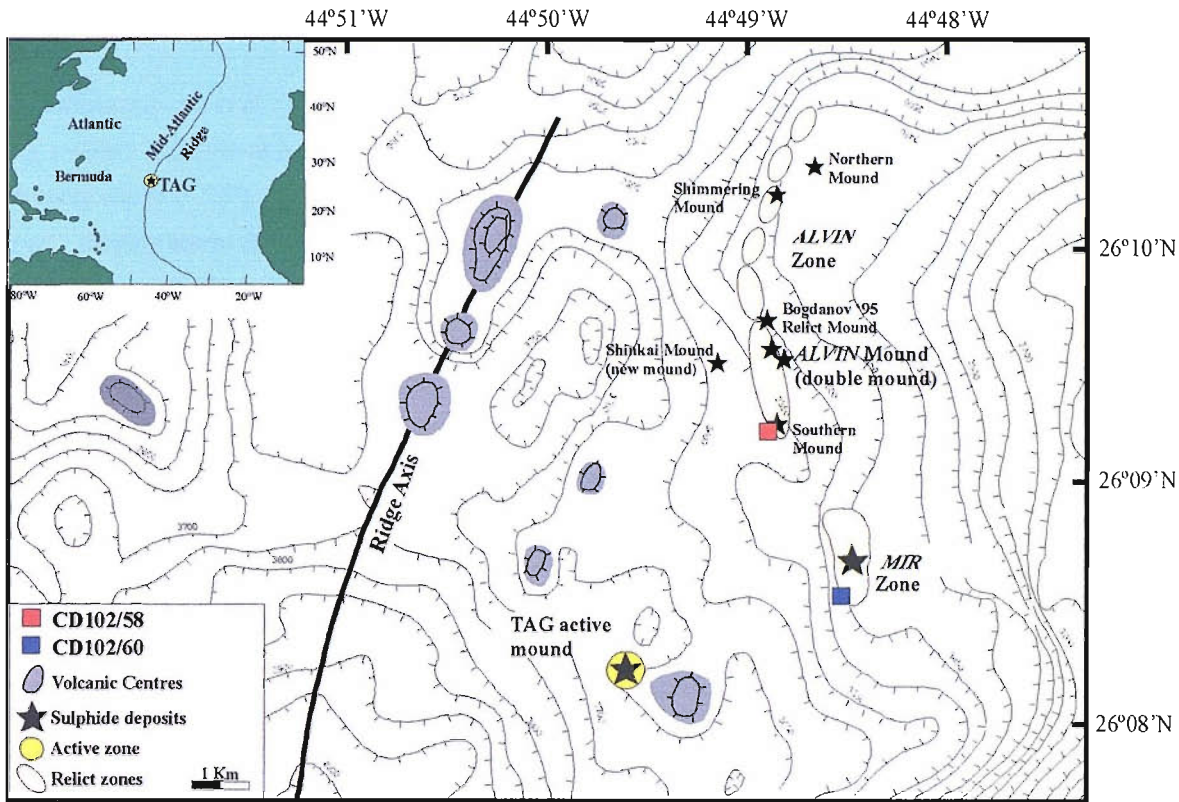 44°51'W
44°50'W
44°49'W
44°48'W
50°N
40°N
30°N
20°N
10°N
Atlantic
Bermuda
Mid-Atlantic
Ridge
TAG
80°W
60°W
40°W
20°W
Northern
Mound
Shimmering
Mound
ALVIN
Zone
26°10'N
Bogdanov '95
Relict Mound
Shinkai Mound
(new mound)
ALVIN Mound
(double mound)
Southern
Mound
26°09'N
Ridge Axis
3700
MIR
Zone
TAG active
mound
26°08'N
CD102/58
CD102/60
Volcanic Centres
Sulphide deposits
Active zone
Relict zones
1 Km